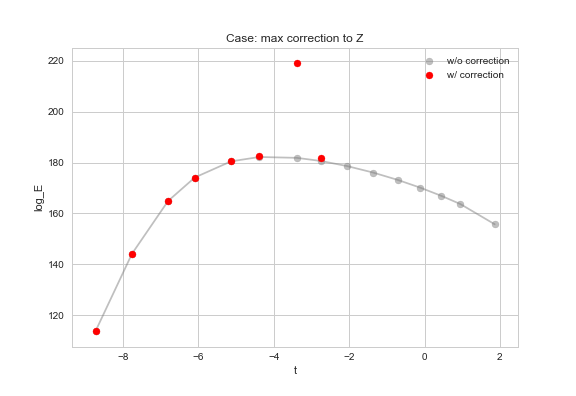 Case: max correction to Z
220
200
180
160
140
120
log_E
w/o correction
w/ correction
−8
−6
−4
−2
0
2
t